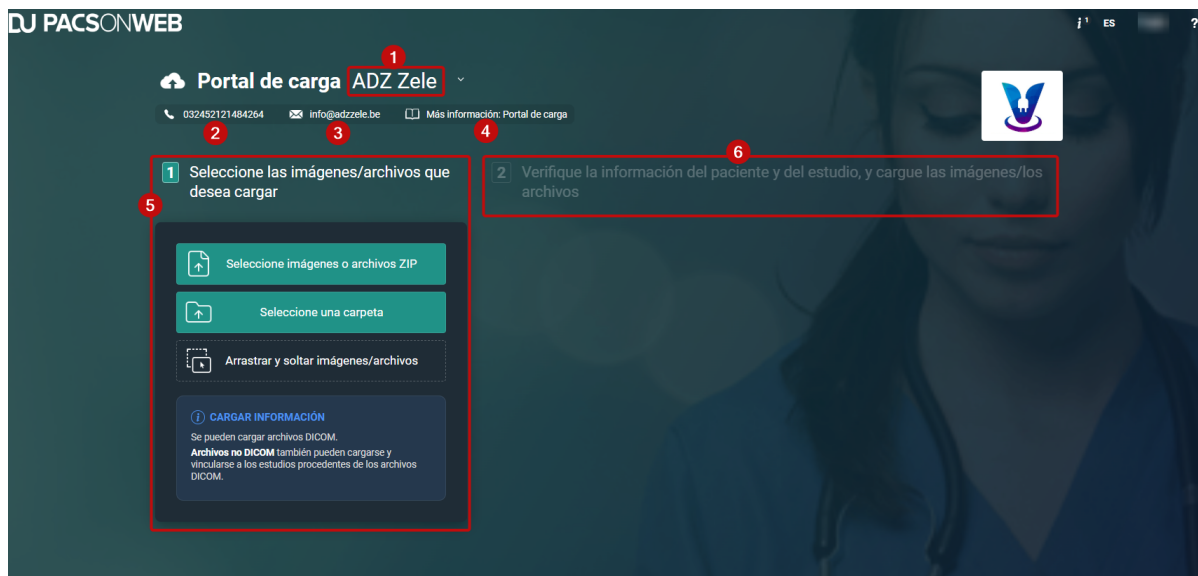 DU PACSONWEB
i 1 ES
?
1
Portal de carga ADZ Zele
032452121484264 info@adzzele.be Más información: Portal de carga
2 3 4
6
1 Seleccione las imágenes/archivos que
desea cargar
2 Verifique la información del paciente y del estudio, y cargue las imágenes/los
archivos
5
Seleccione imágenes o archivos ZIP
Seleccione una carpeta
Arrastrar y soltar imágenes/archivos
i CARGAR INFORMACIÓN
Se pueden cargar archivos DICOM.
Archivos no DICOM también pueden cargarse y
vincularse a los estudios procedentes de los archivos
DICOM.